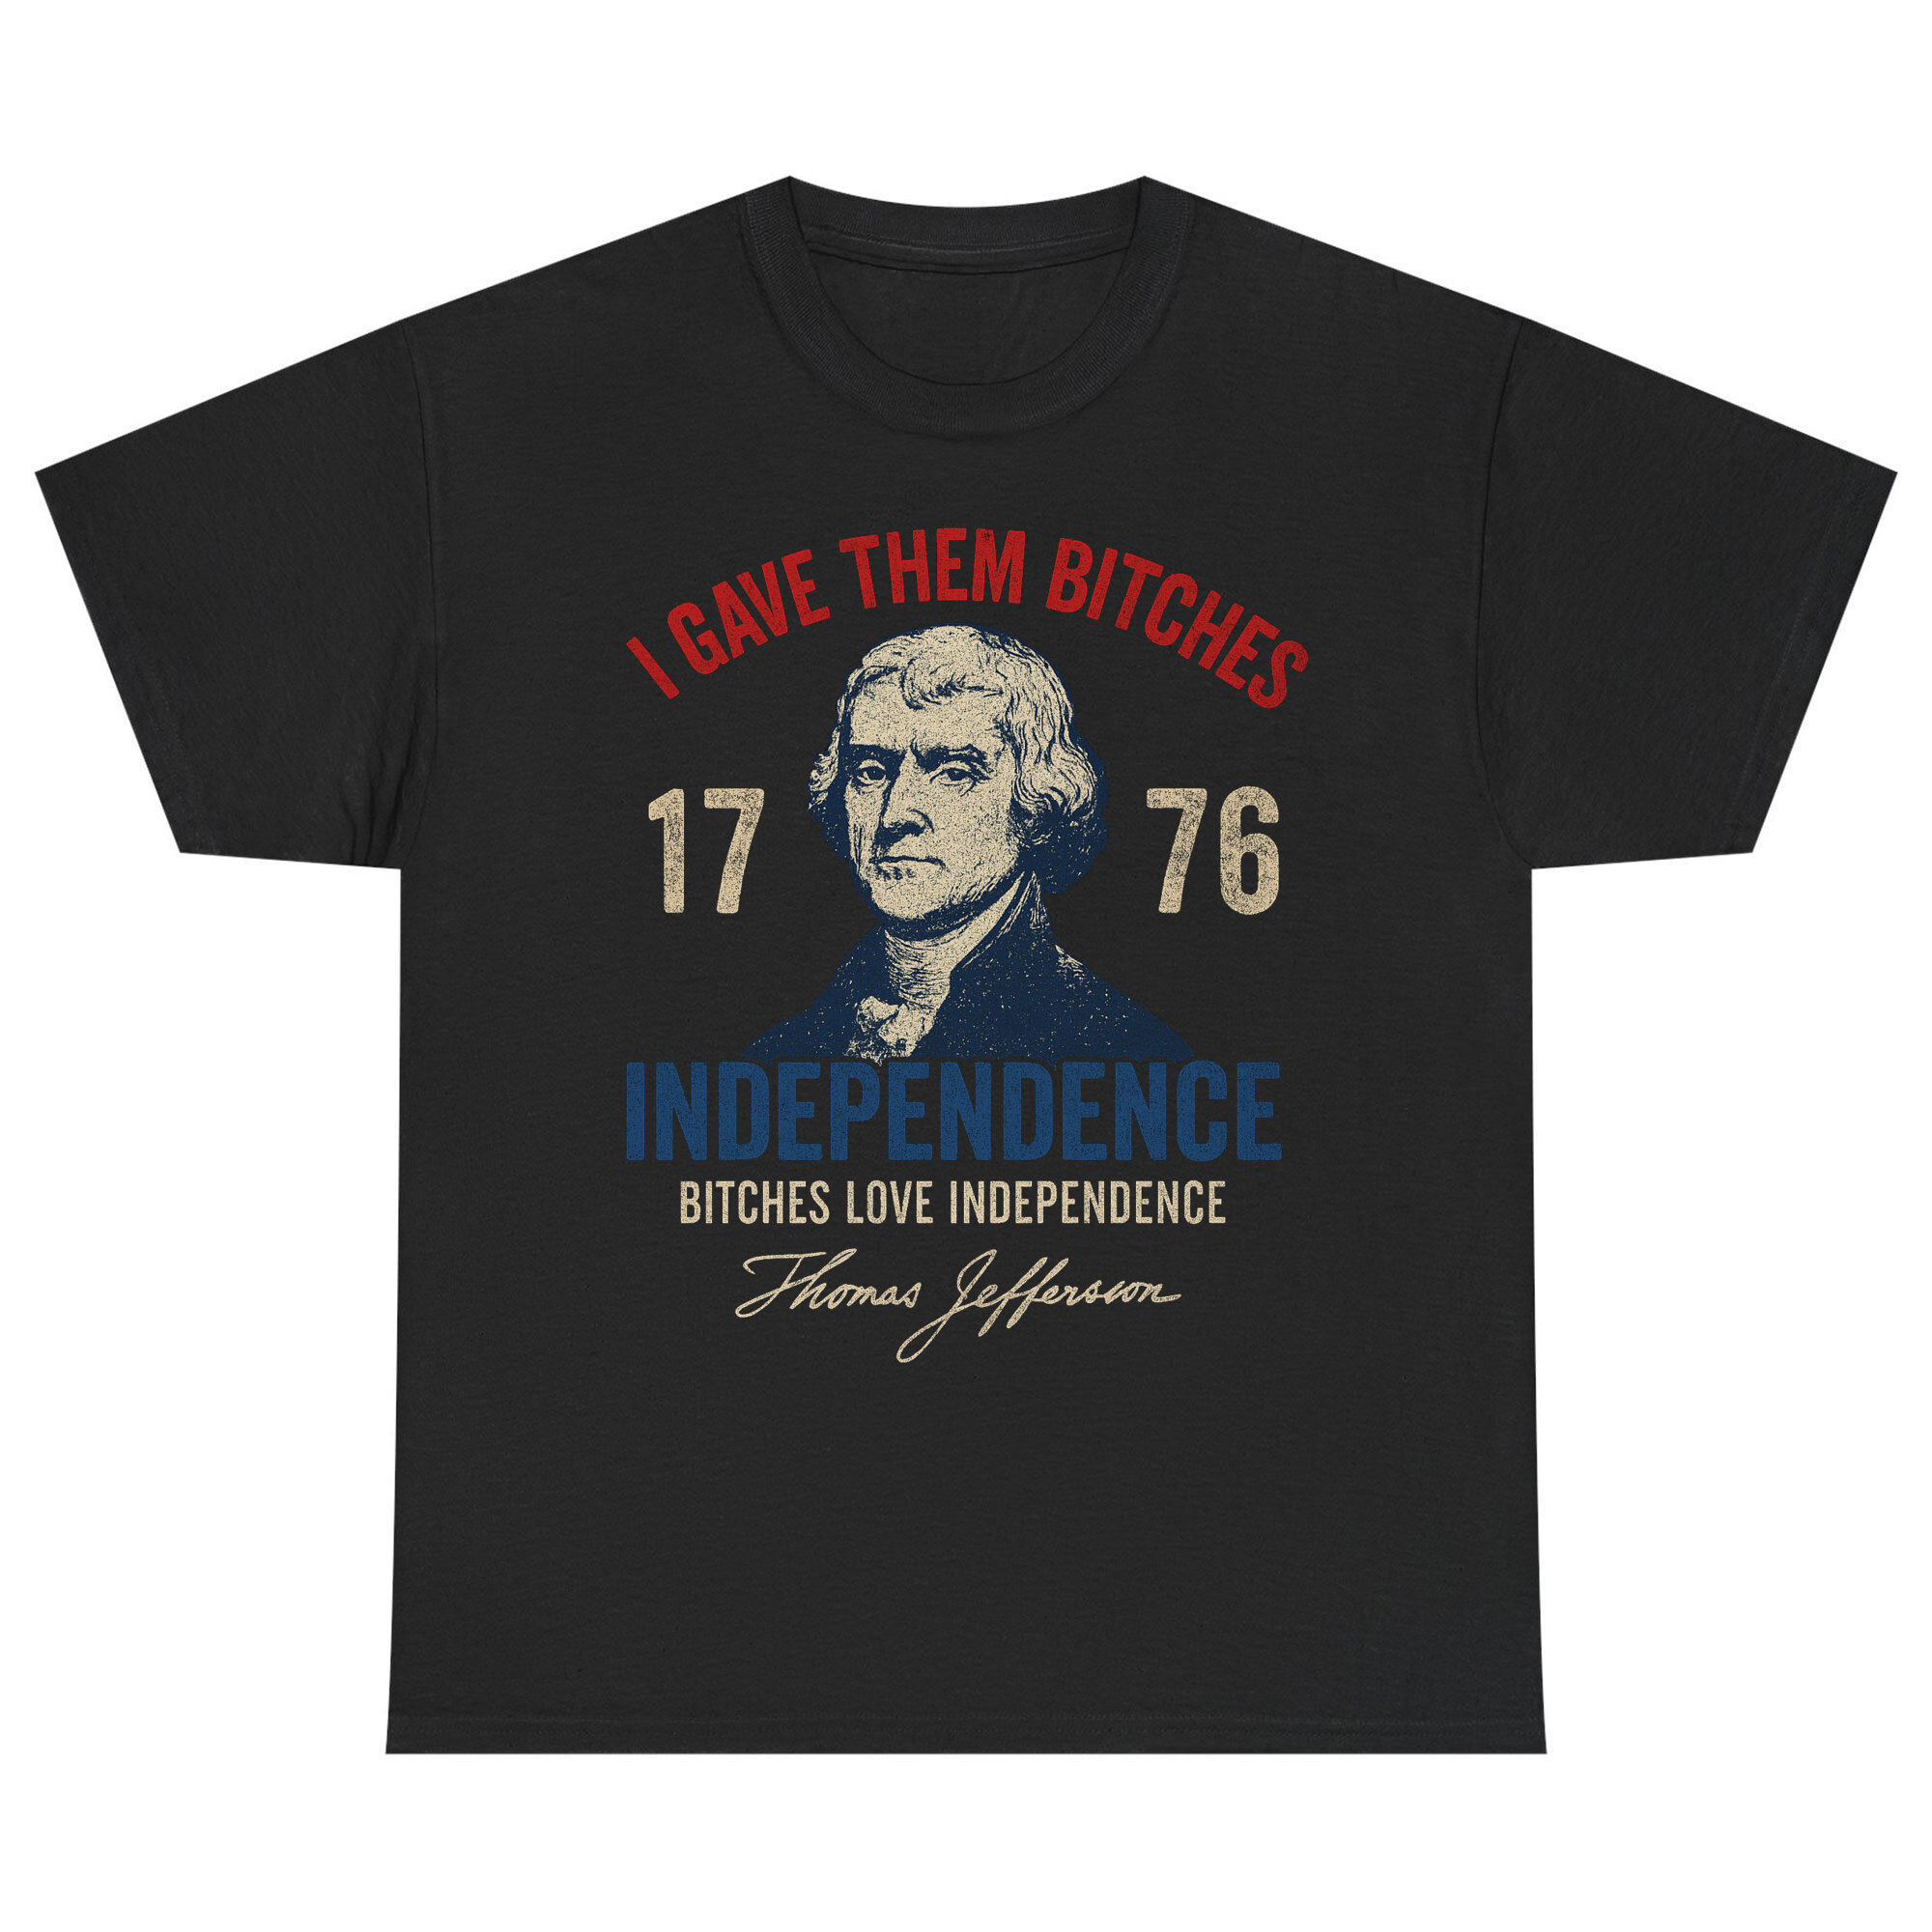 I GAVE THEM BITCHES
17 76
INDEPENDENCE
BITCHES LOVE INDEPENDENCE
Thomas Jefferson